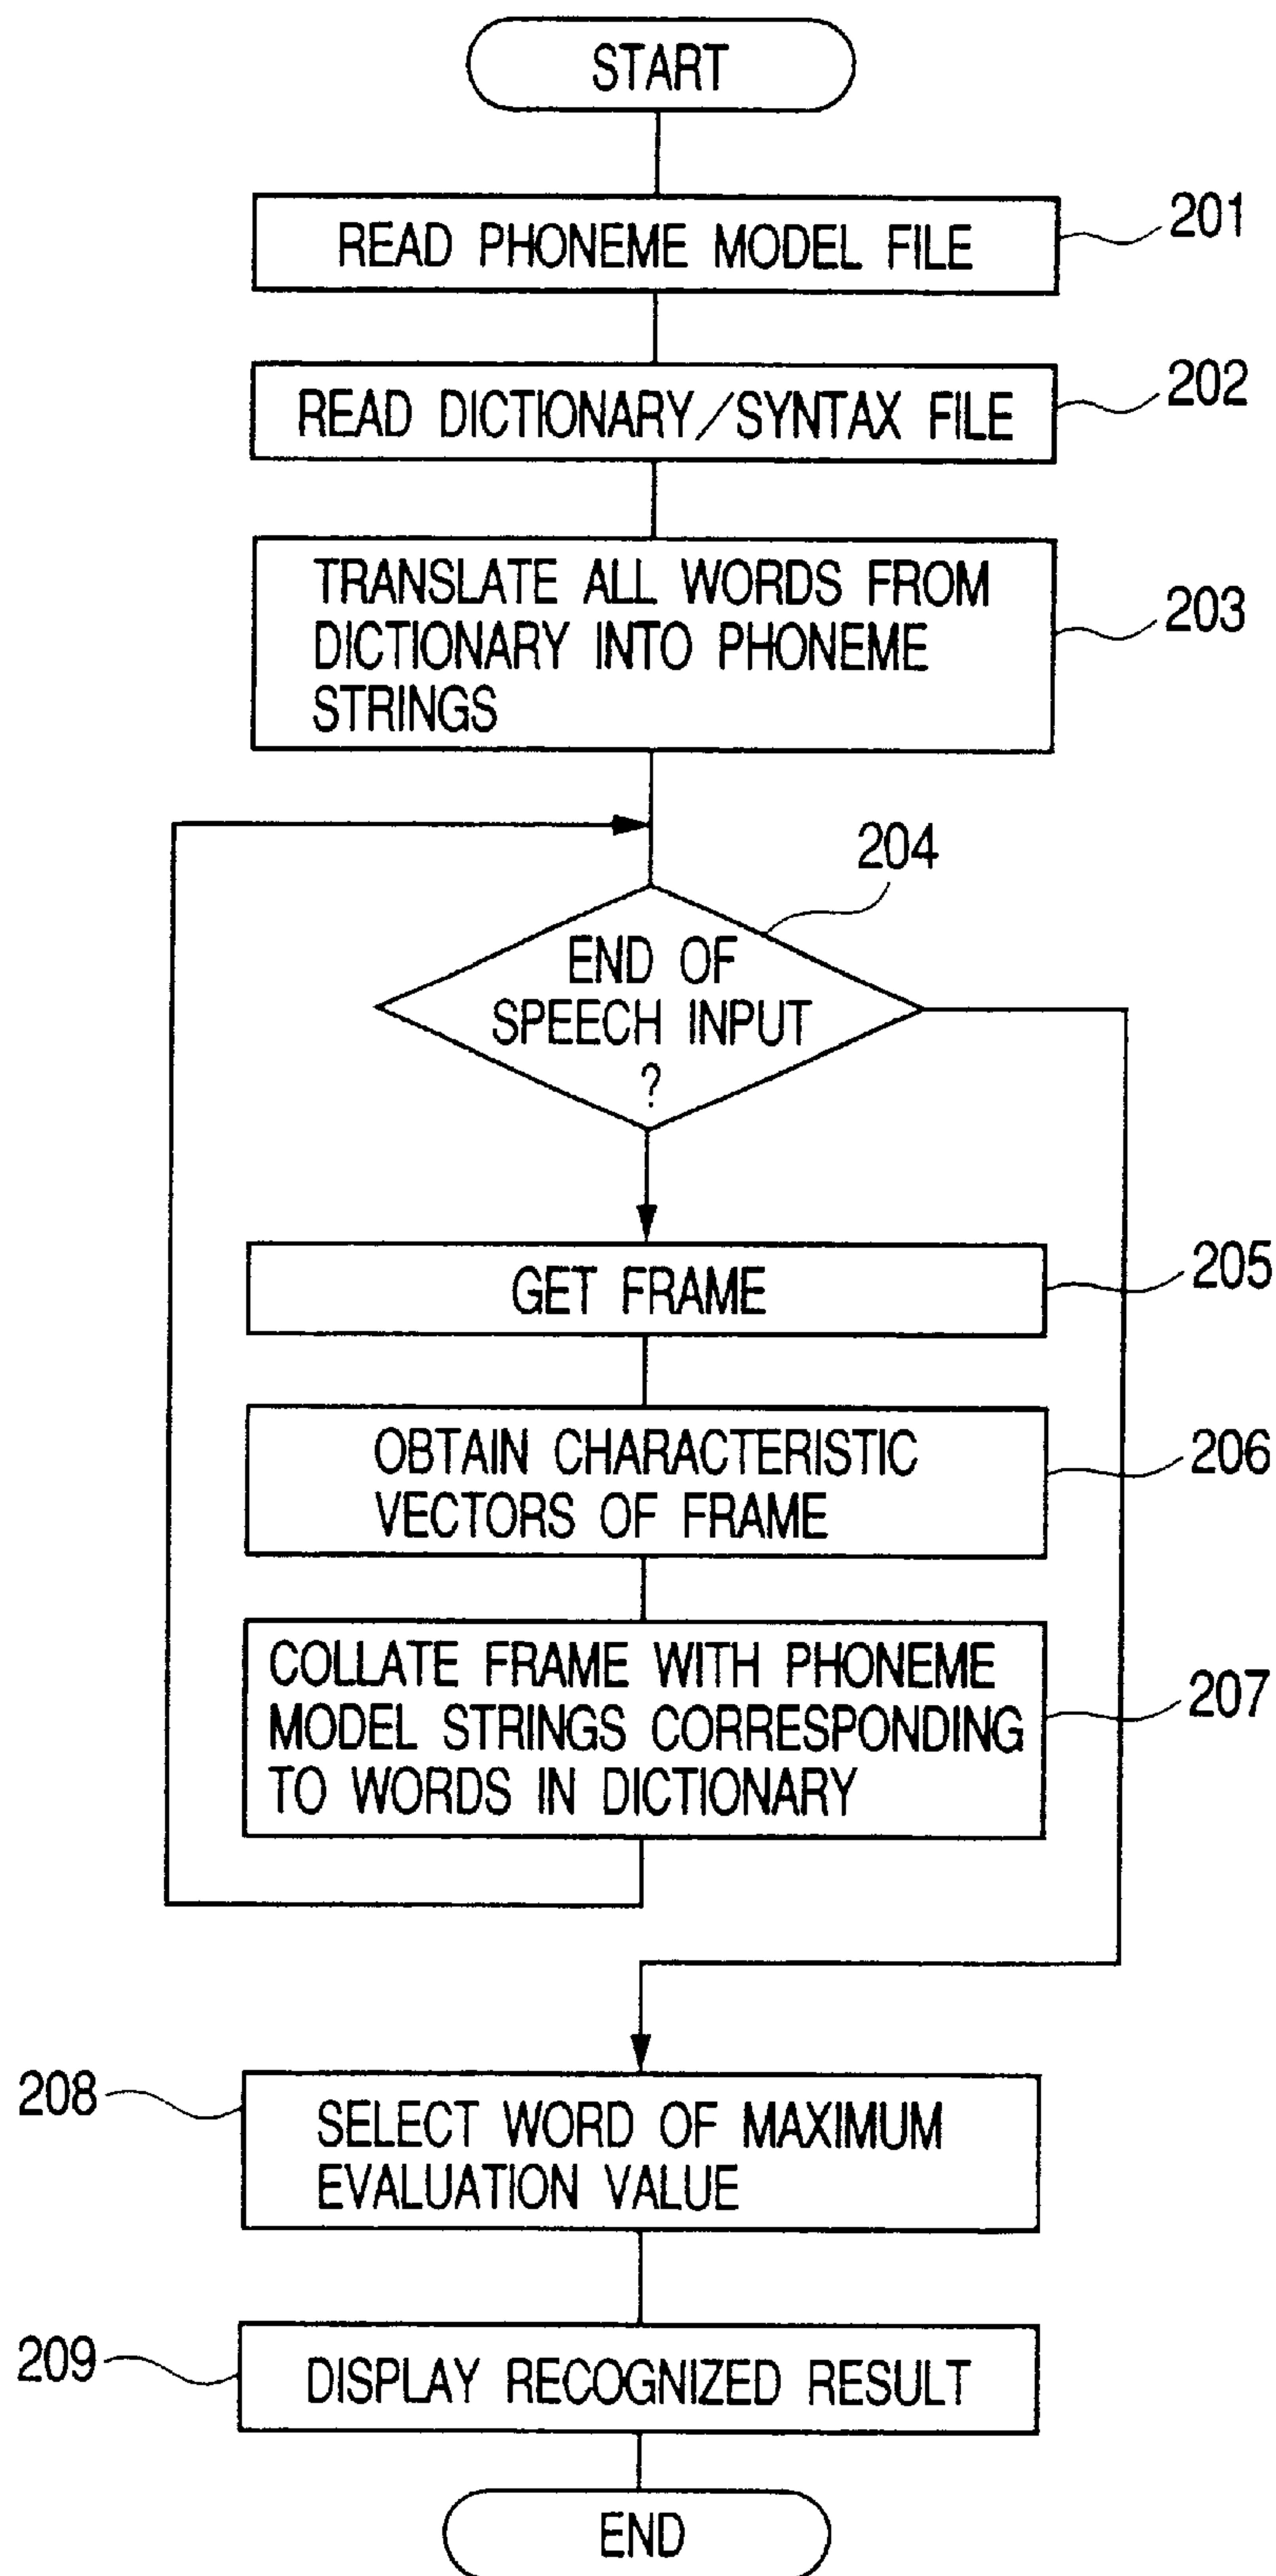 START
READ PHONEME MODEL FILE
201
READ DICTIONARY/SYNTAX FILE
202
TRANSLATE ALL WORDS FROM
DICTIONARY INTO PHONEME
STRINGS
203
204
END OF
SPEECH INPUT
?
GET FRAME
205
OBTAIN CHARACTERISTIC
VECTORS OF FRAME
206
COLLATE FRAME WITH PHONEME
MODEL STRINGS CORRESPONDING
TO WORDS IN DICTIONARY
207
208
SELECT WORD OF MAXIMUM
EVALUATION VALUE
209
DISPLAY RECOGNIZED RESULT
END